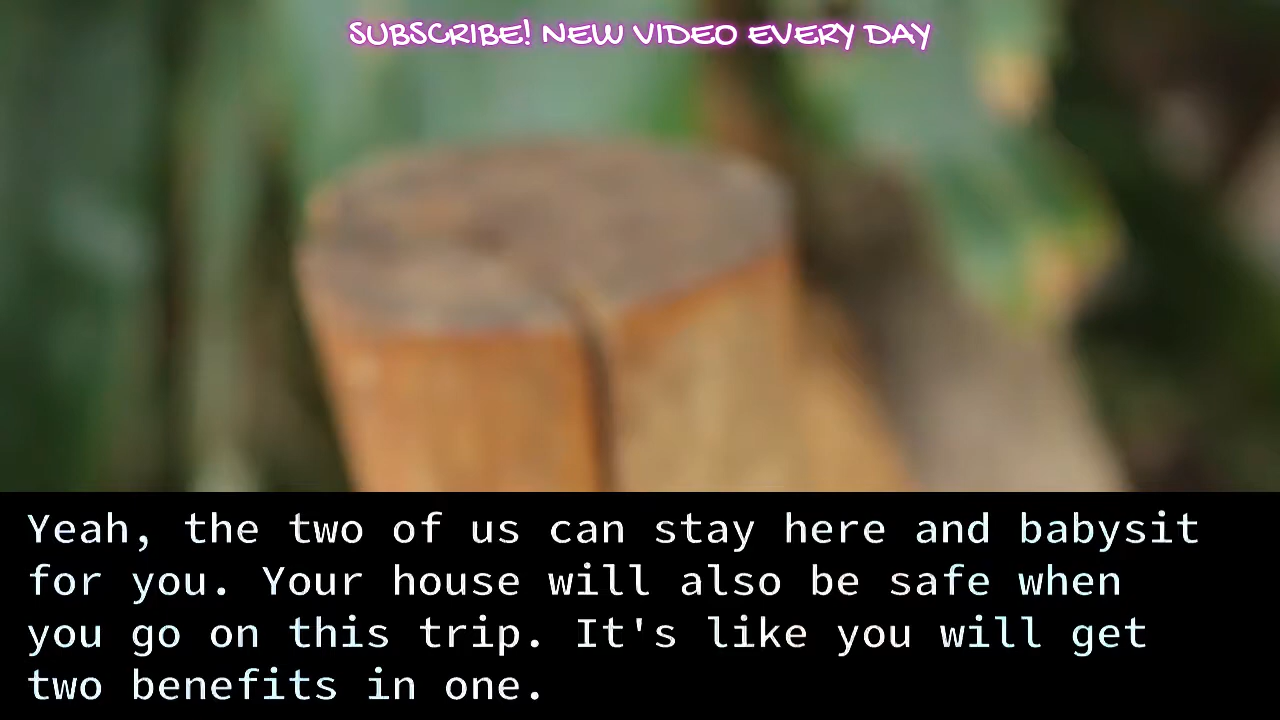 SUBSCRIBE! NEW VIDEO EVERY DAY
Yeah, the two of us can stay here and babysit
for you. Your house will also be safe when
you go on this trip. It's like you will get
two benefits in one.